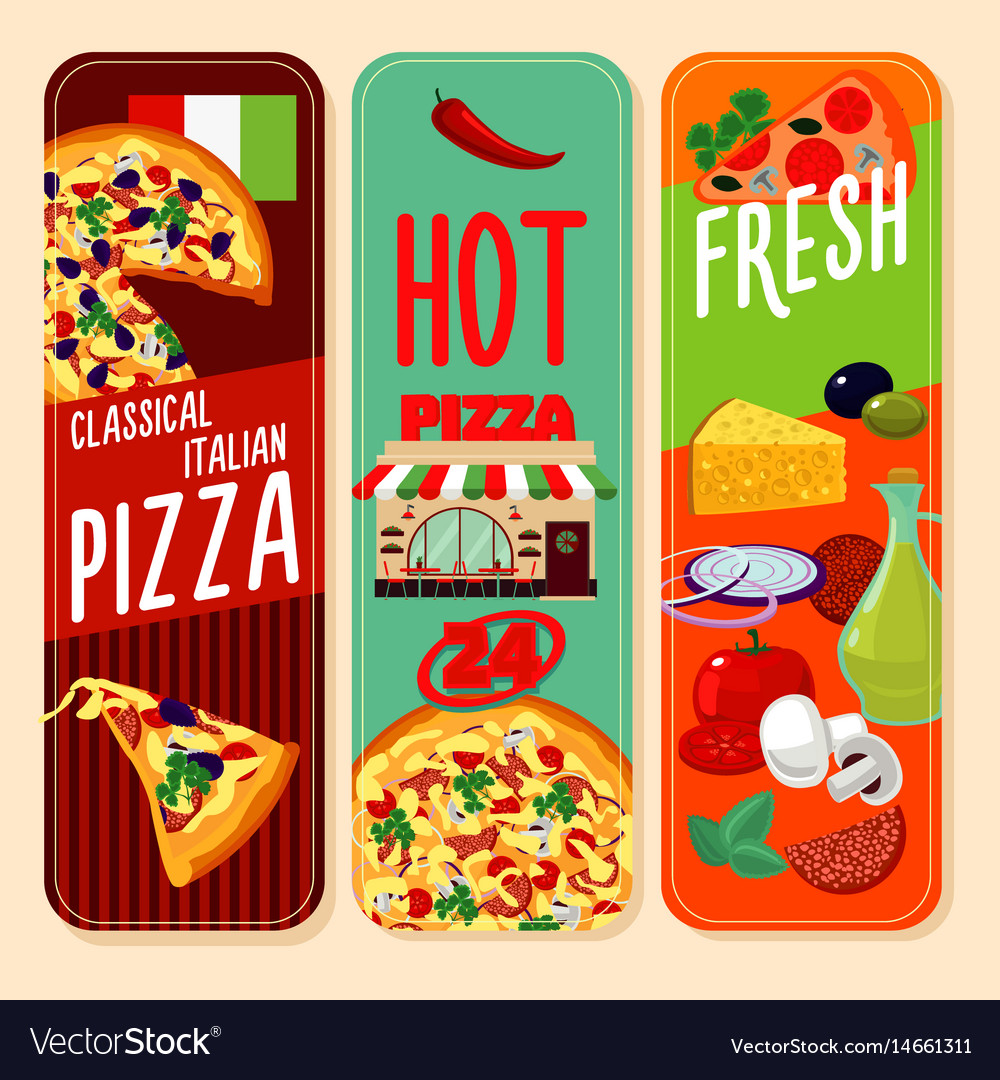 CLASSICAL
ITALIAN
PIZZA
HOT
PIZZA
24
FRESH
VectorStock®
VectorStock.com/14661311